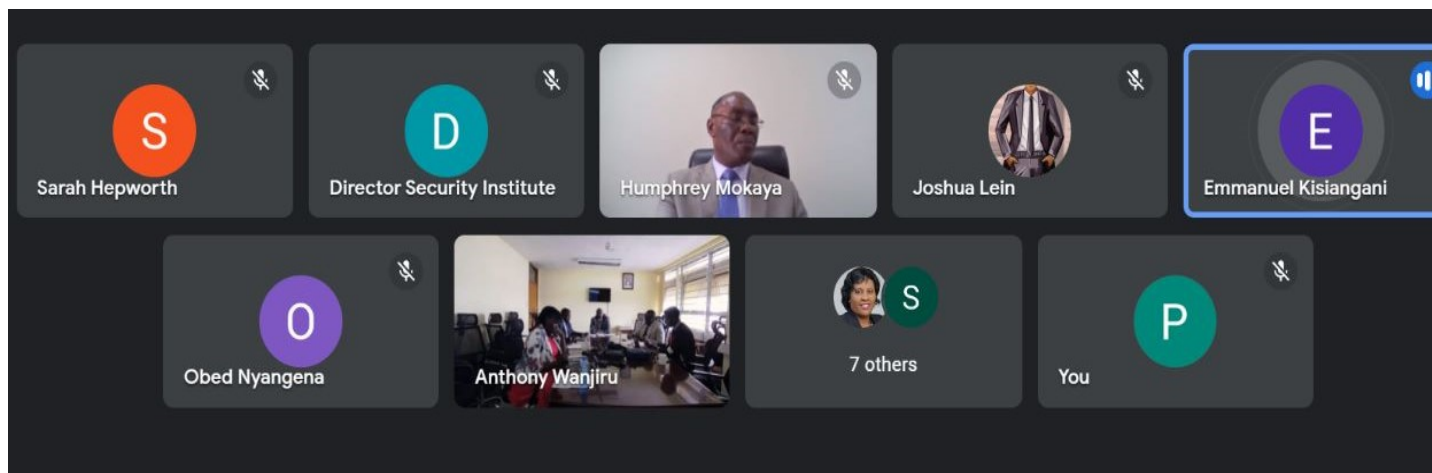 S
Sarah Hepworth
D
Director Security Institute
Humphrey Mokaya
Joshua Lein
E
Emmanuel Kisiangani
O
Obed Nyangena
Anthony Wanjiru
S
7 others
P
You